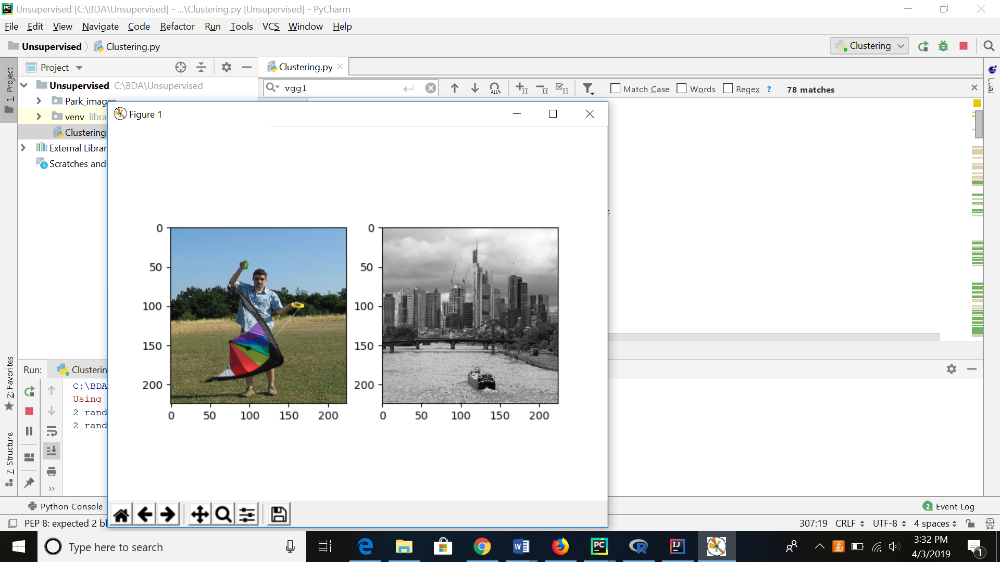 Unsupervised [C:\BDA\Unsupervised] - ...\Clustering.py [Unsupervised] - PyCharm
File Edit View Navigate Code Refactor Run Tools VCS Window Help
Unsupervised Clustering.py
Clustering
1: Project
Project
Clustering.py
Unsupervised C:\BDA\Unsupervised
vgg1
Match Case Words Regex ? 78 matches
Park_images
venv libra
Clustering.
External Librar
Scratches and
Luaj
Figure 1
0
50
100
150
200
0 50 100 150 200
0
50
100
150
200
0 50 100 150 200
2: Favorites
7: Structure
Run: Clusterin
C:\BDA
Using
2 rand
2 rand
Python Console
2 Event Log
PEP 8: expected 2 bl
307:19 CRLF UTF-8 4 spaces
Type here to search
3:32 PM
4/3/2019
1